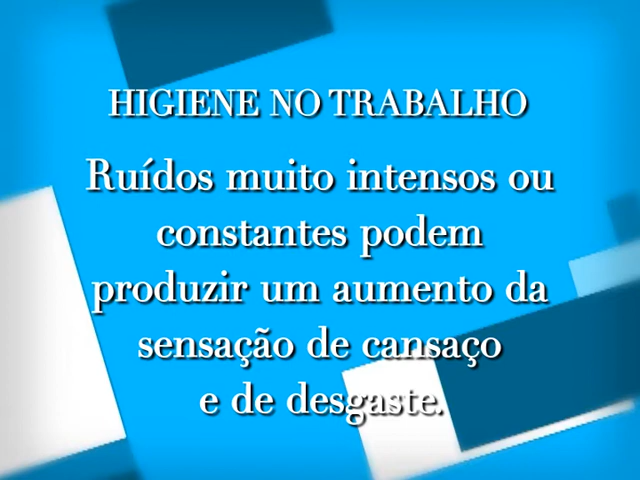 HIGIENE NO TRABALHO
Ruídos muito intensos ou
constantes podem
produzir um aumento da
sensação de cansaço
e de desgaste.